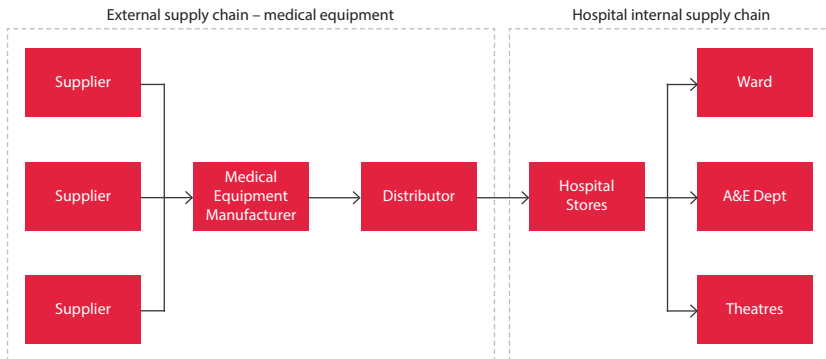 External supply chain – medical equipment
Hospital internal supply chain
Supplier
Ward
Supplier
Medical
Equipment
Manufacturer
Distributor
Hospital
Stores
A&E Dept
Supplier
Theatres